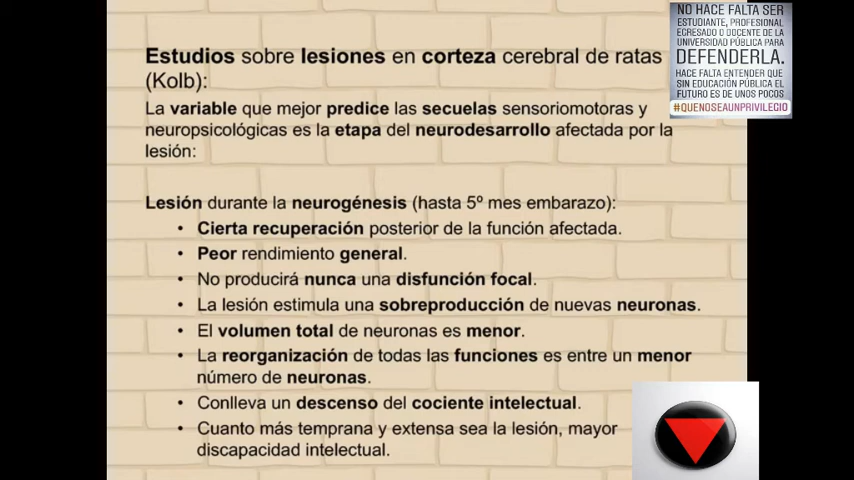 Estudios sobre lesiones en corteza cerebral de ratas
(Kolb):
La variable que mejor predice las secuelas sensoriomotoras y
neuropsicológicas es la etapa del neurodesarrollo afectada por la
lesión:
Lesión durante la neurogénesis (hasta 5º mes embarazo):
• Cierta recuperación posterior de la función afectada.
• Peor rendimiento general.
• No producirá nunca una disfunción focal.
• La lesión estimula una sobreproducción de nuevas neuronas.
• El volumen total de neuronas es menor.
• La reorganización de todas las funciones es entre un menor
número de neuronas.
• Conlleva un descenso del cociente intelectual.
• Cuanto más temprana y extensa sea la lesión, mayor
discapacidad intelectual.
NO HACE FALTA SER
ESTUDIANTE, PROFESIONAL
EGRESADO O DOCENTE DE LA
UNIVERSIDAD PÚBLICA PARA
DEFENDERLA.
HACE FALTA ENTENDER QUE
SIN EDUCACIÓN PÚBLICA EL
FUTURO ES DE UNOS POCOS
#QUENOSEAUNPRIVILEGIO